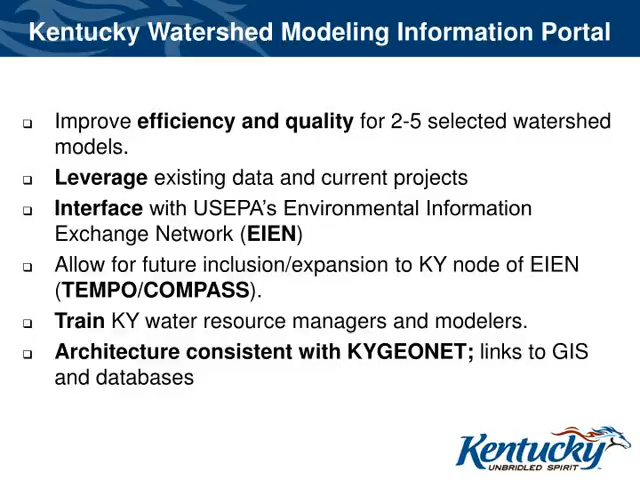 Kentucky Watershed Modeling Information Portal
❑ Improve efficiency and quality for 2-5 selected watershed
models.
❑ Leverage existing data and current projects
❑ Interface with USEPA's Environmental Information
Exchange Network (EIEN)
❑ Allow for future inclusion/expansion to KY node of EIEN
(TEMPO/COMPASS).
❑ Train KY water resource managers and modelers.
❑ Architecture consistent with KYGEONET; links to GIS
and databases
Kentucky
UNBRIDLED SPIRIT